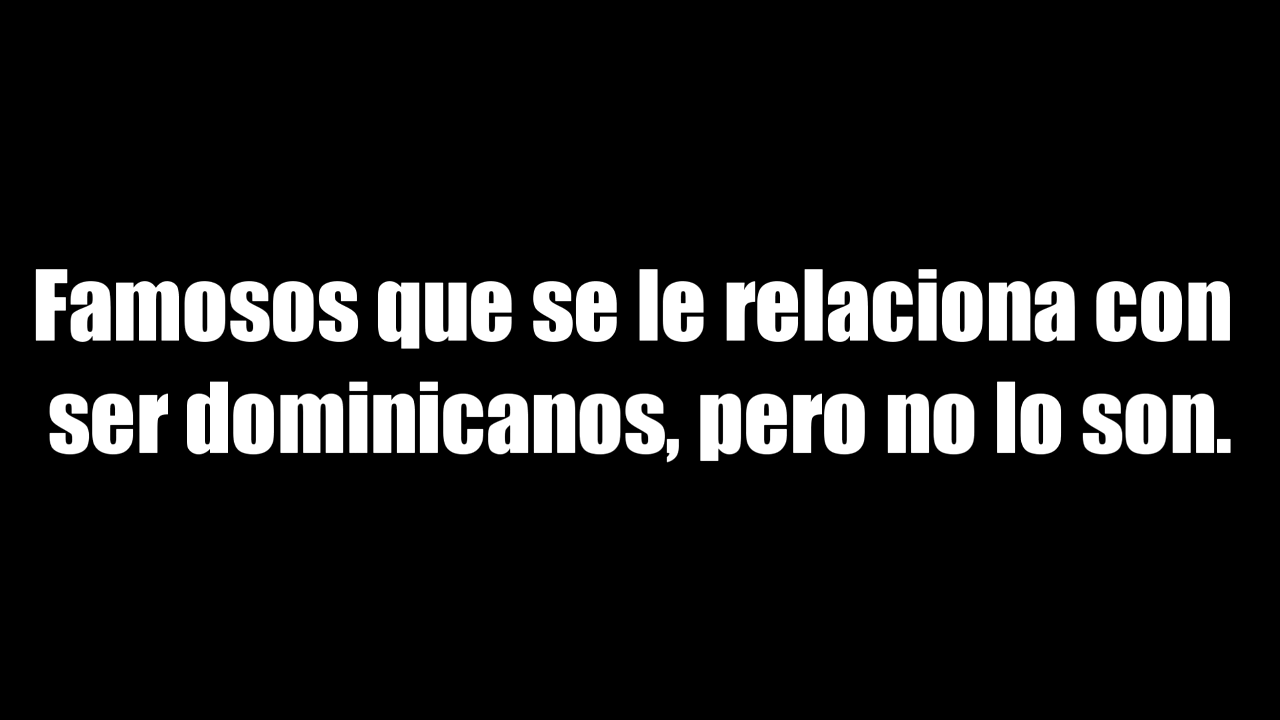 Famosos que se le relaciona con
ser dominicanos, pero no lo son.